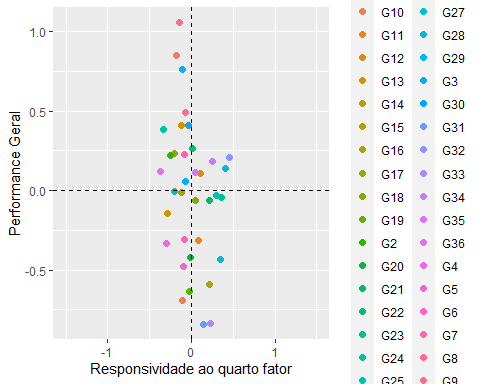 1.0
0.5
0.0
-0.5
-1
0
1
Performance Geral
Responsividade ao quarto fator
G10
G11
G12
G13
G14
G15
G16
G17
G18
G19
G2
G20
G21
G22
G23
G24
G25
G27
G28
G29
G3
G30
G31
G32
G33
G34
G35
G36
G4
G5
G6
G7
G8
G9